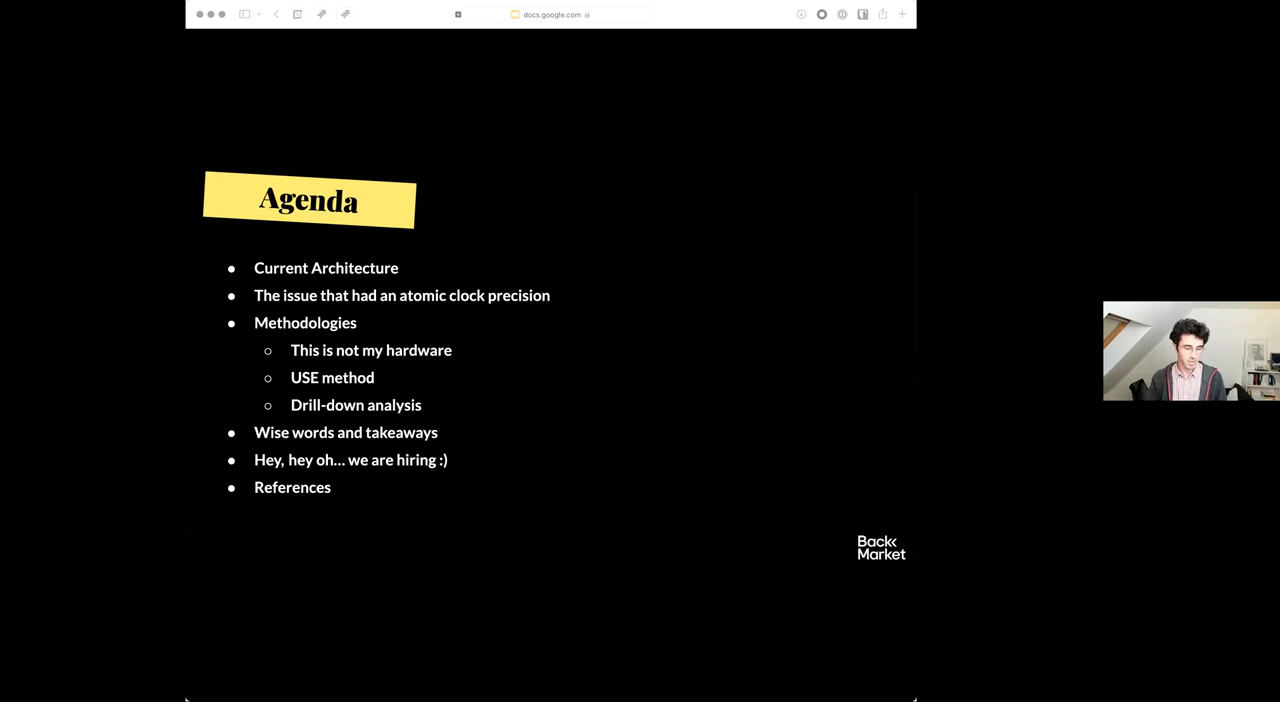 docs.google.com
Agenda
Current Architecture
The issue that had an atomic clock precision
Methodologies
This is not my hardware
USE method
Drill-down analysis
Wise words and takeaways
Hey, hey oh... we are hiring :)
References
Back
Market